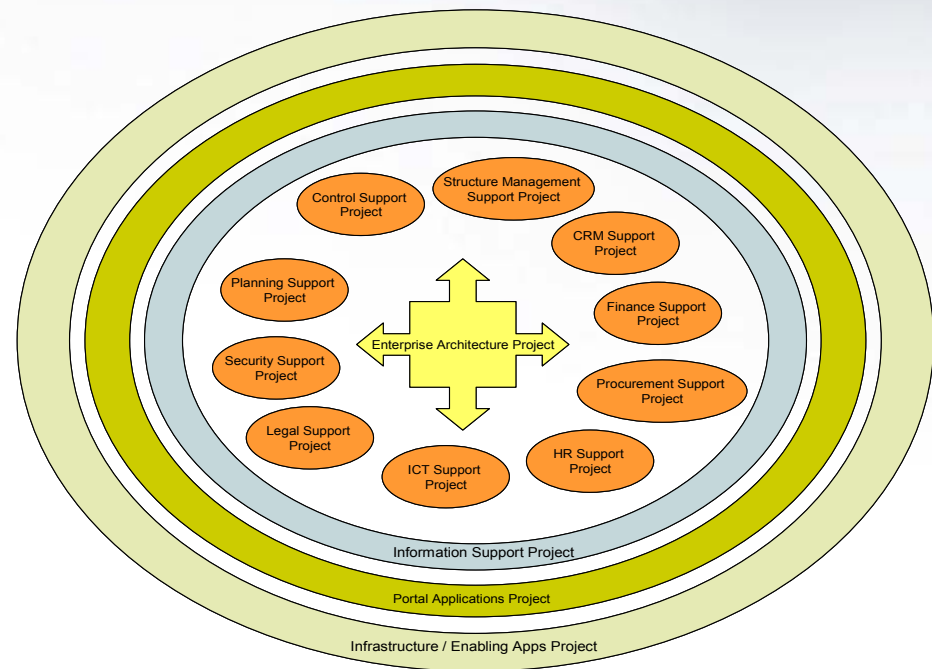 Structure Management
Support Project
Control Support
Project
CRM Support
Project
Planning Support
Project
Finance Support
Project
Enterprise Architecture Project
Security Support
Project
Procurement Support
Project
Legal Support
Project
HR Support
Project
ICT Support
Project
Information Support Project
Portal Applications Project
Infrastructure / Enabling Apps Project